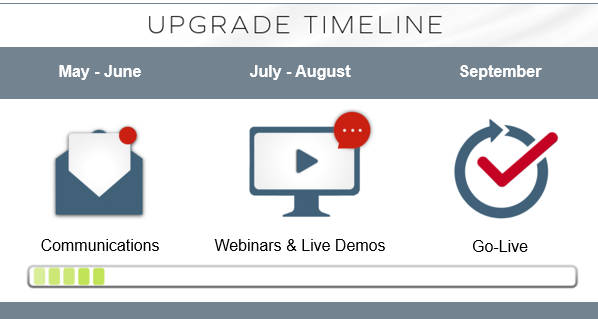 UPGRADE TIMELINE
May - June July - August September
Communications Webinars & Live Demos Go-Live